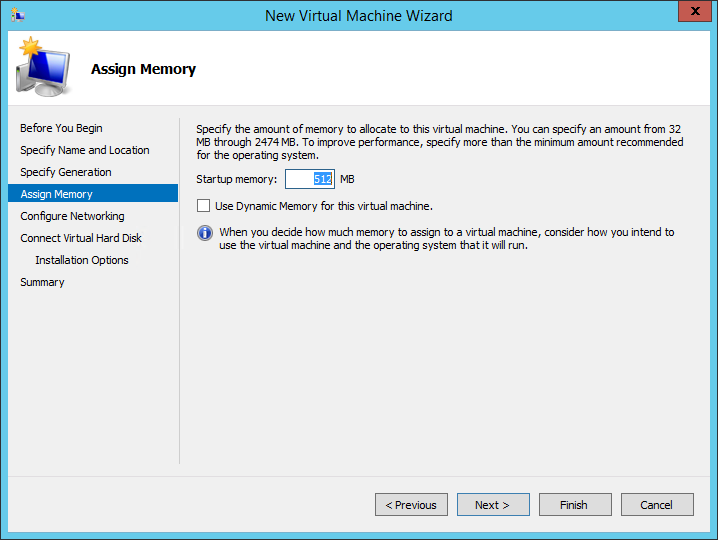 New Virtual Machine Wizard
x
Assign Memory
Before You Begin
Specify Name and Location
Specify Generation
Assign Memory
Configure Networking
Connect Virtual Hard Disk
Installation Options
Summary
Specify the amount of memory to allocate to this virtual machine. You can specify an amount from 32
MB through 2474 MB. To improve performance, specify more than the minimum amount recommended
for the operating system.
Startup memory: 512 MB
Use Dynamic Memory for this virtual machine.
When you decide how much memory to assign to a virtual machine, consider how you intend to
use the virtual machine and the operating system that it will run.
< Previous Next > Finish Cancel